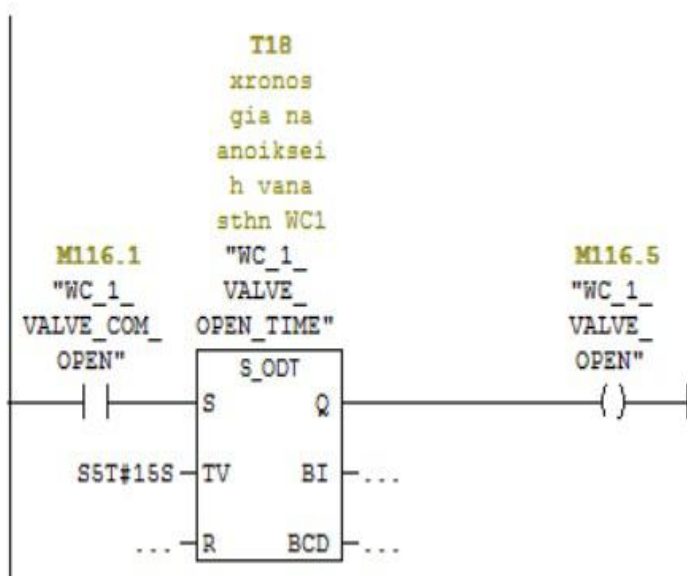 T18
xronos
gia na
anoiksei
h vana
sthn WC1
M116.1
"WC_1_
VALVE_COM_
OPEN"
"WC_1_
VALVE_
OPEN_TIME"
M116.5
"WC_1_
VALVE_
OPEN"
S_ODT
S Q
S5T#15S TV BI ...
... R BCD ...